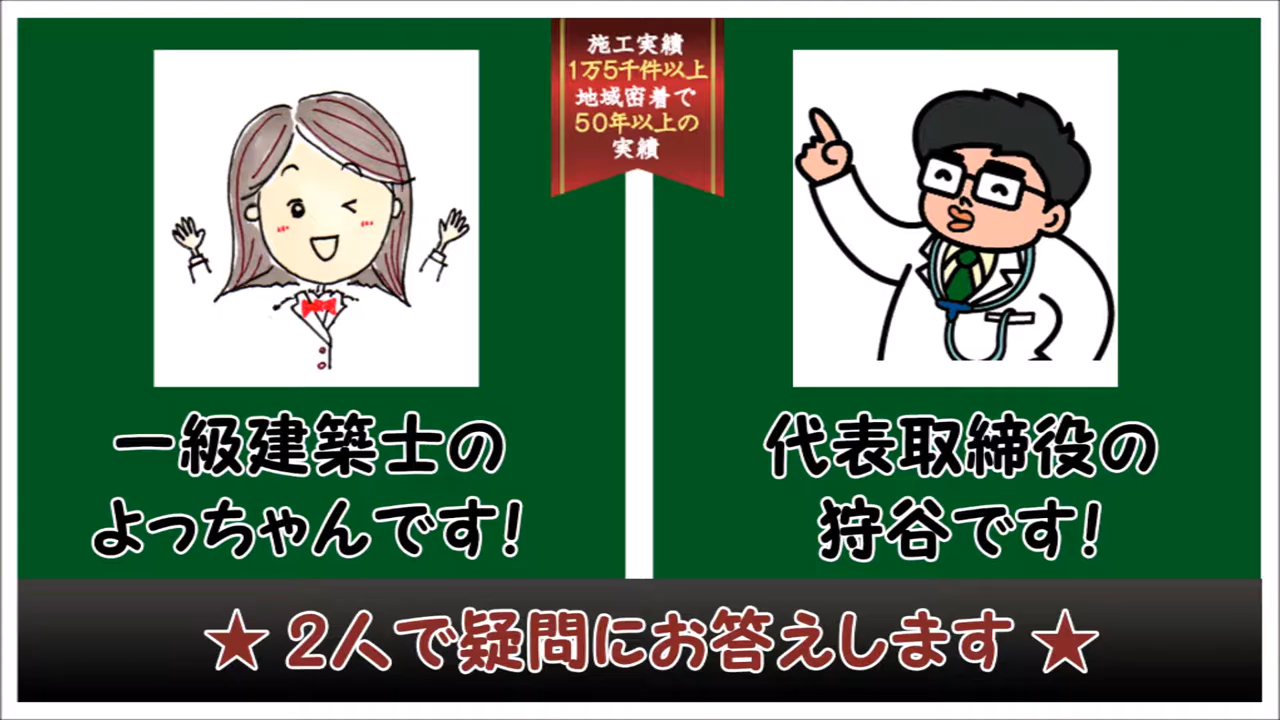 施工実績
1万5千件以上
地域密着で
50年以上の
実績
一級建築士の
よっちゃんです!
代表取締役の
狩谷です!
★2人で疑問にお答えします★